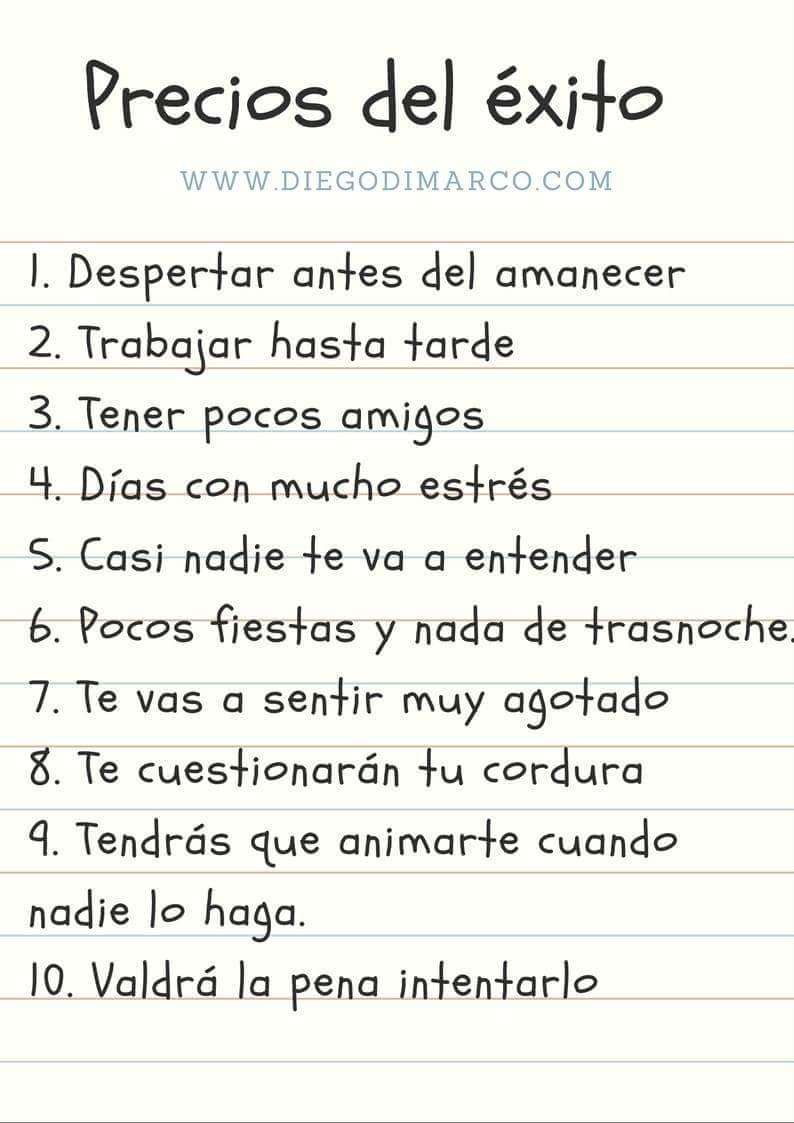 Precios del éxito
WWW.DIEGODIMARCO.COM
1. Despertar antes del amanecer
2. Trabajar hasta tarde
3. Tener pocos amigos
4. Días con mucho estrés
5. Casi nadie te va a entender
6. Pocos fiestas y nada de trasnoche.
7. Te vas a sentir muy agotado
8. Te cuestionarán tu cordura
9. Tendrás que animarte cuando
nadie lo haga.
10. Valdrá la pena intentarlo